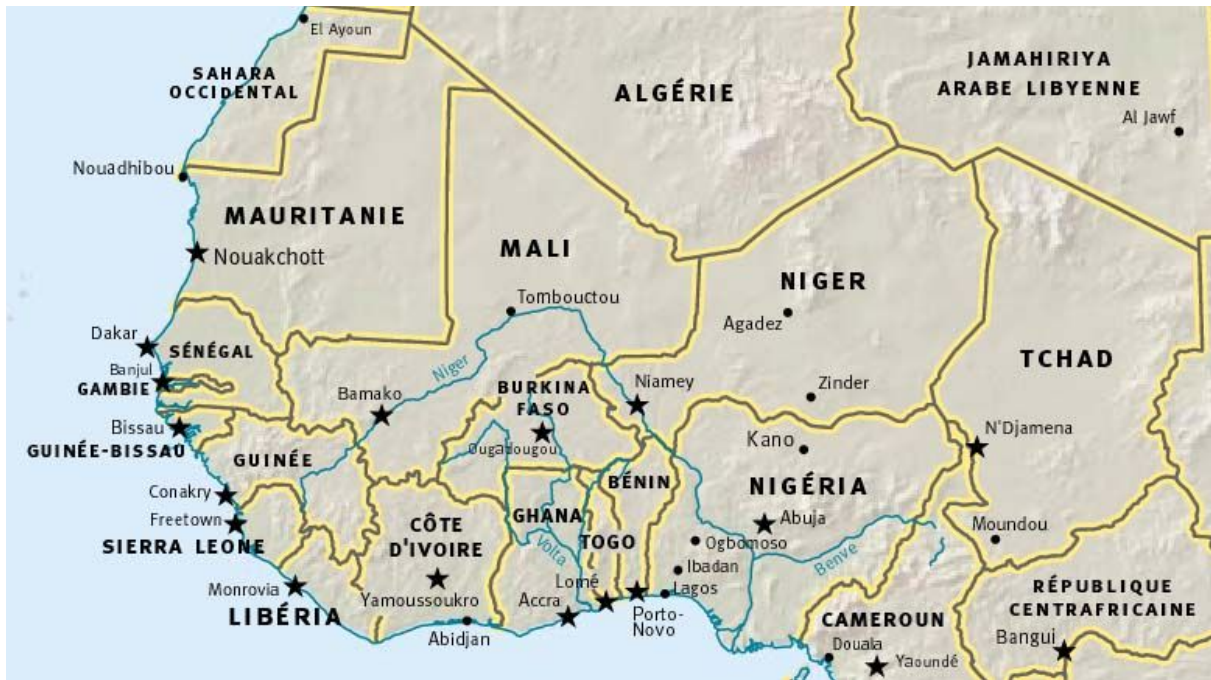 El Ayoun
SAHARA
OCCIDENTAL
ALGÉRIE
JAMAHIRIYA
ARABE LIBYENNE
Al Jawf
Nouadhibou
MAURITANIE
Nouakchott
MALI
NIGER
Tombouctou
Agadez
Dakar
SÉNÉGAL
TCHAD
Banjul
GAMBIE
Niger
Bamako
BURKINA
FASO
Niamey
Zinder
Bissau
GUINÉE-BISSAU
GUINÉE
Ougadougou
Kano
N'Djamena
BÉNIN
NIGÉRIA
Conakry
Freetown
SIERRA LEONE
CÔTE
D'IVOIRE
GHANA
Volta
TOGO
Abuja
Ogbomoso
Benve
Moundou
Ibadan
Monrovia
LIBÉRIA
Yamoussoukro
Abidjan
Accra
Lomé
Porto-
Novo
Lagos
CAMEROUN
Douala
Yaoundé
RÉPUBLIQUE
CENTRAFRICAINE
Bangui